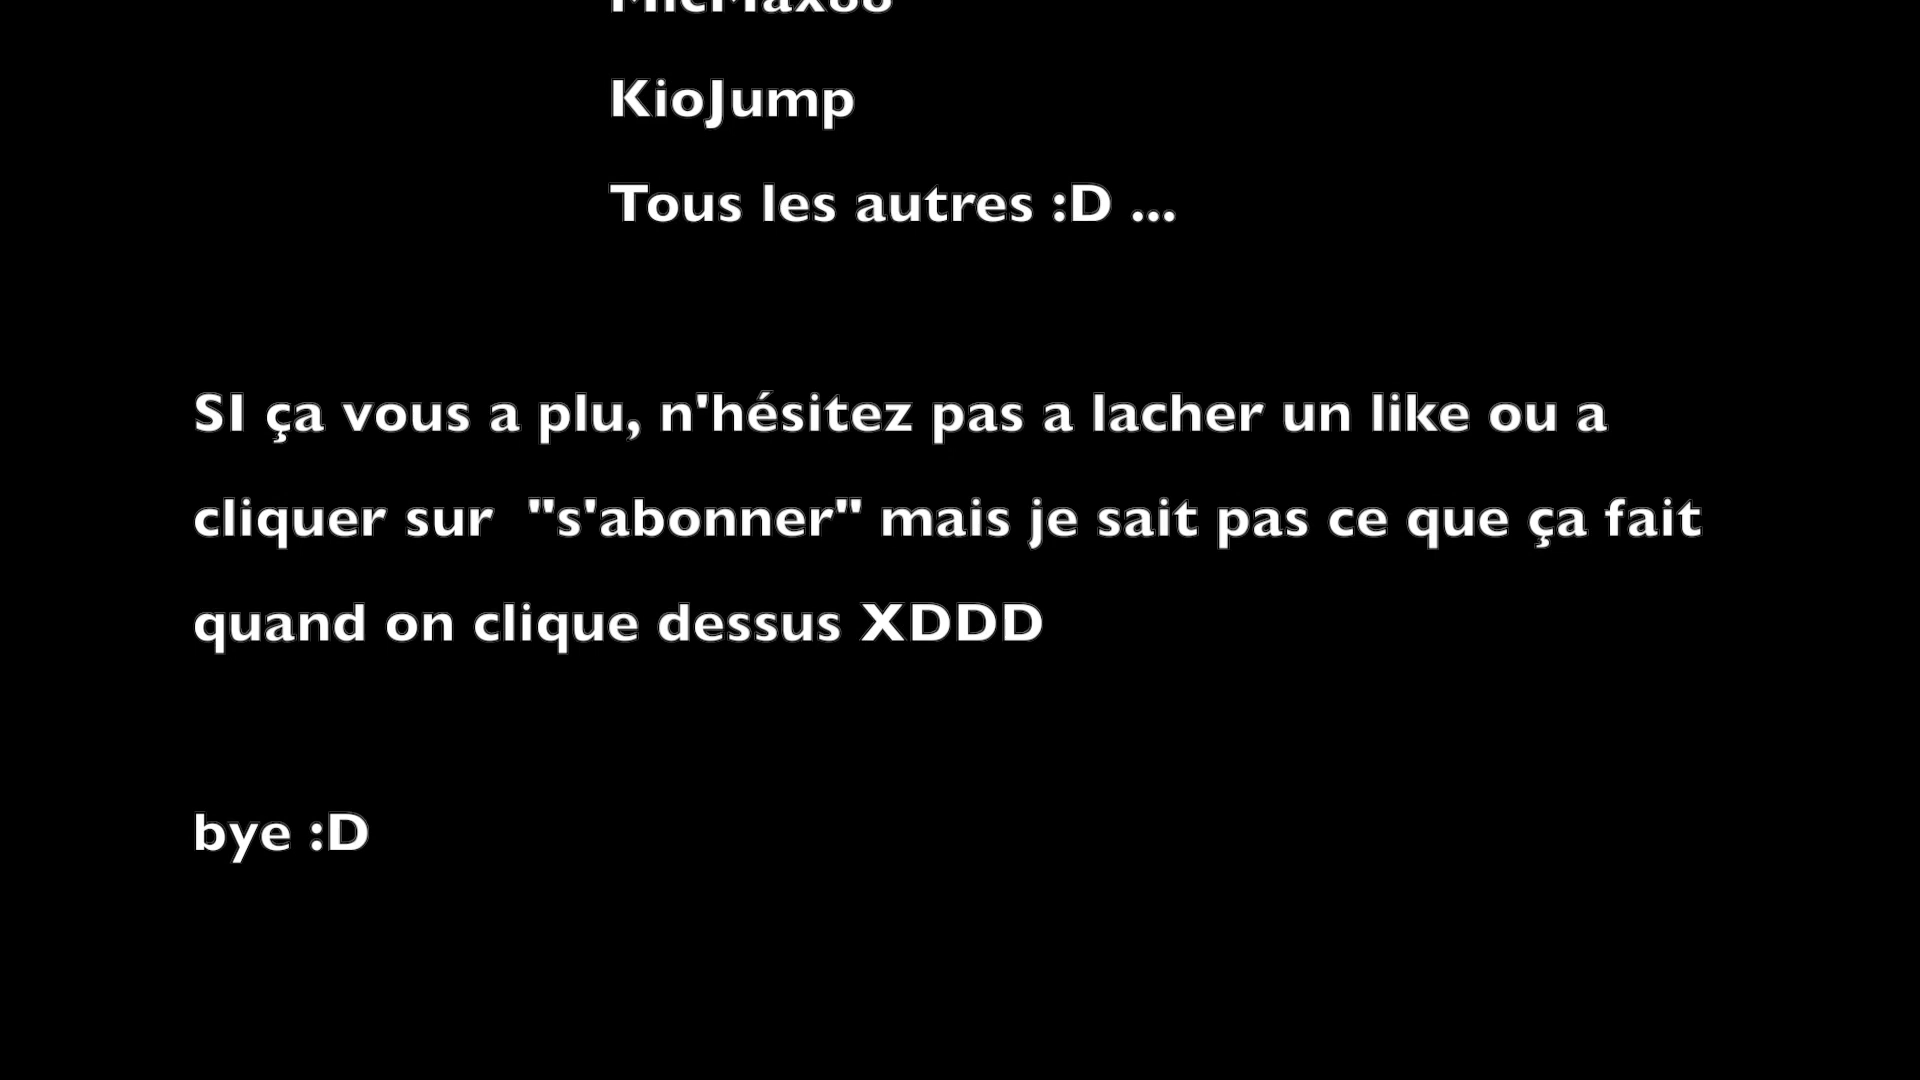 KioJump
Tous les autres :D ...
SI ça vous a plu, n'hésitez pas a lacher un like ou a
cliquer sur  "s'abonner" mais je sait pas ce que ça fait
quand on clique dessus XDDD
bye :D